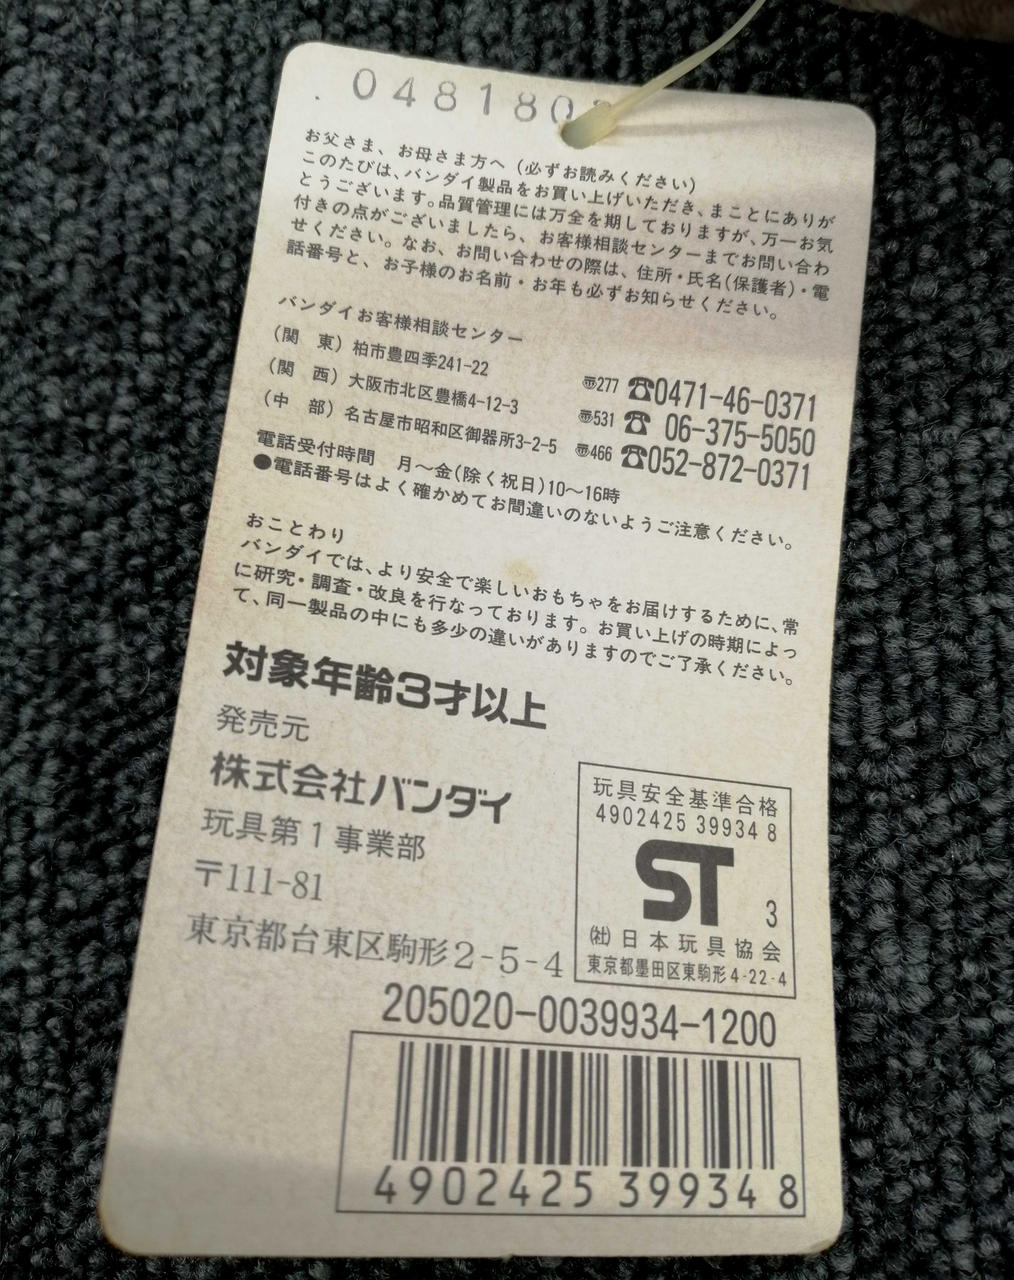 048180
お父さま、お母さま方へ(必ずお読みください)
このたびは、バンダイ製品をお買い上げいただき、まことにありが
とうございます。品質管理には万全を期しておりますが、万一お気
付きの点がございましたら、お客様相談センターまでお問い合わ
せください。なお、お問い合わせの際は、住所・氏名(保護者)・電
話番号と、お子様のお名前・お年も必ずお知らせください。
バンダイお客様相談センター
(関 東) 柏市豊四季241-22 〠277 ☎0471-46-0371
(関 西) 大阪市北区豊橋4-12-3 〠531 ☎ 06-375-5050
(中 部) 名古屋市昭和区御器所3-2-5 〠466 ☎052-872-0371
電話受付時間 月〜金(除く祝日)10〜16時
●電話番号はよく確かめてお間違いのないようご注意ください。
おことわり
バンダイでは、より安全で楽しいおもちゃをお届けするために、常
に研究・調査・改良を行なっております。お買い上げの時期によっ
て、同一製品の中にも多少の違いがありますのでご了承ください。
対象年齢3才以上
発売元
株式会社バンダイ
玩具第1事業部
〒111-81
東京都台東区駒形2-5-4
玩具安全基準合格
4902425 39934 8
ST 3
(社)日本玩具協会
東京都墨田区東駒形4-22-4
205020-0039934-1200
4902425 399348